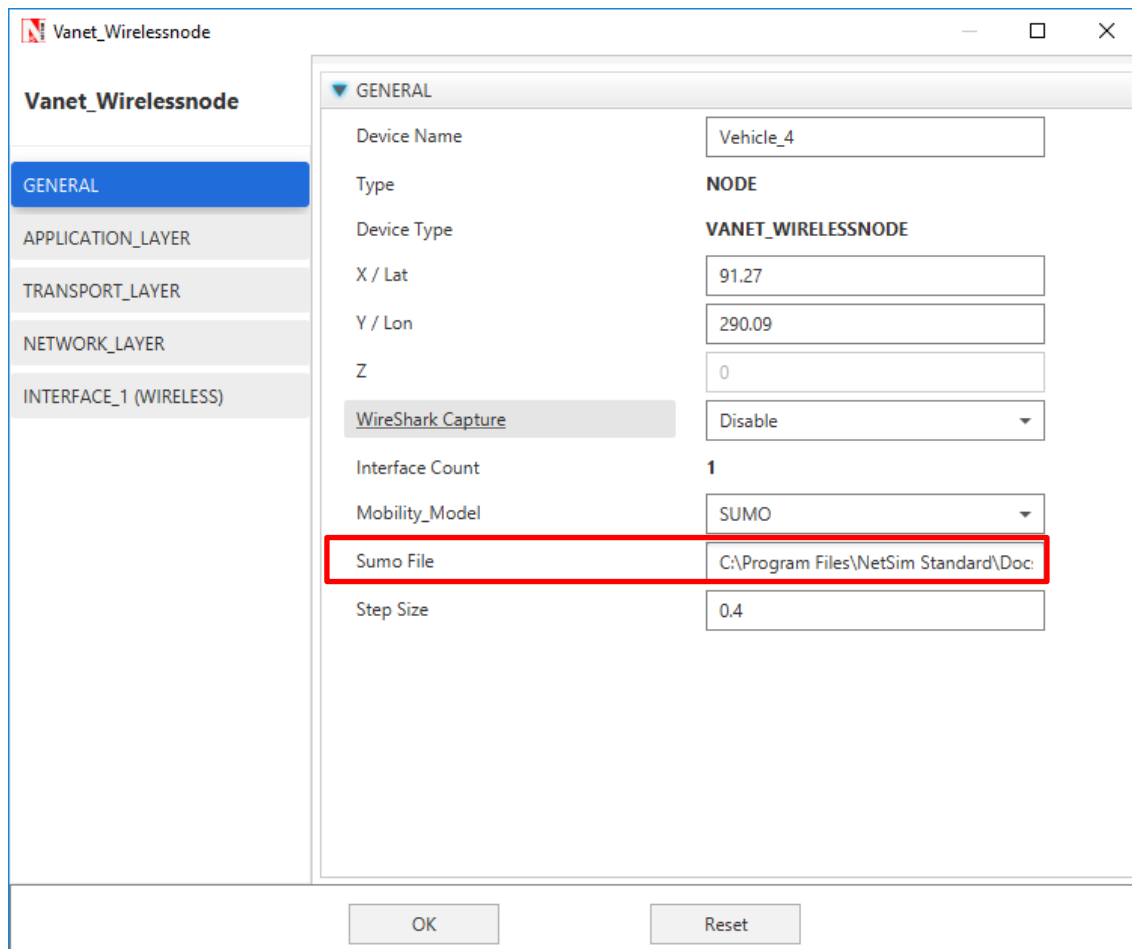 Vanet_Wirelessnode
Vanet_Wirelessnode
GENERAL
APPLICATION_LAYER
TRANSPORT_LAYER
NETWORK_LAYER
INTERFACE_1 (WIRELESS)
GENERAL
Device Name Vehicle_4
Type NODE
Device Type VANET_WIRELESSNODE
X / Lat 91.27
Y / Lon 290.09
Z 0
WireShark Capture Disable
Interface Count 1
Mobility_Model SUMO
Sumo File C:\Program Files\NetSim Standard\Docs
Step Size 0.4
OK Reset